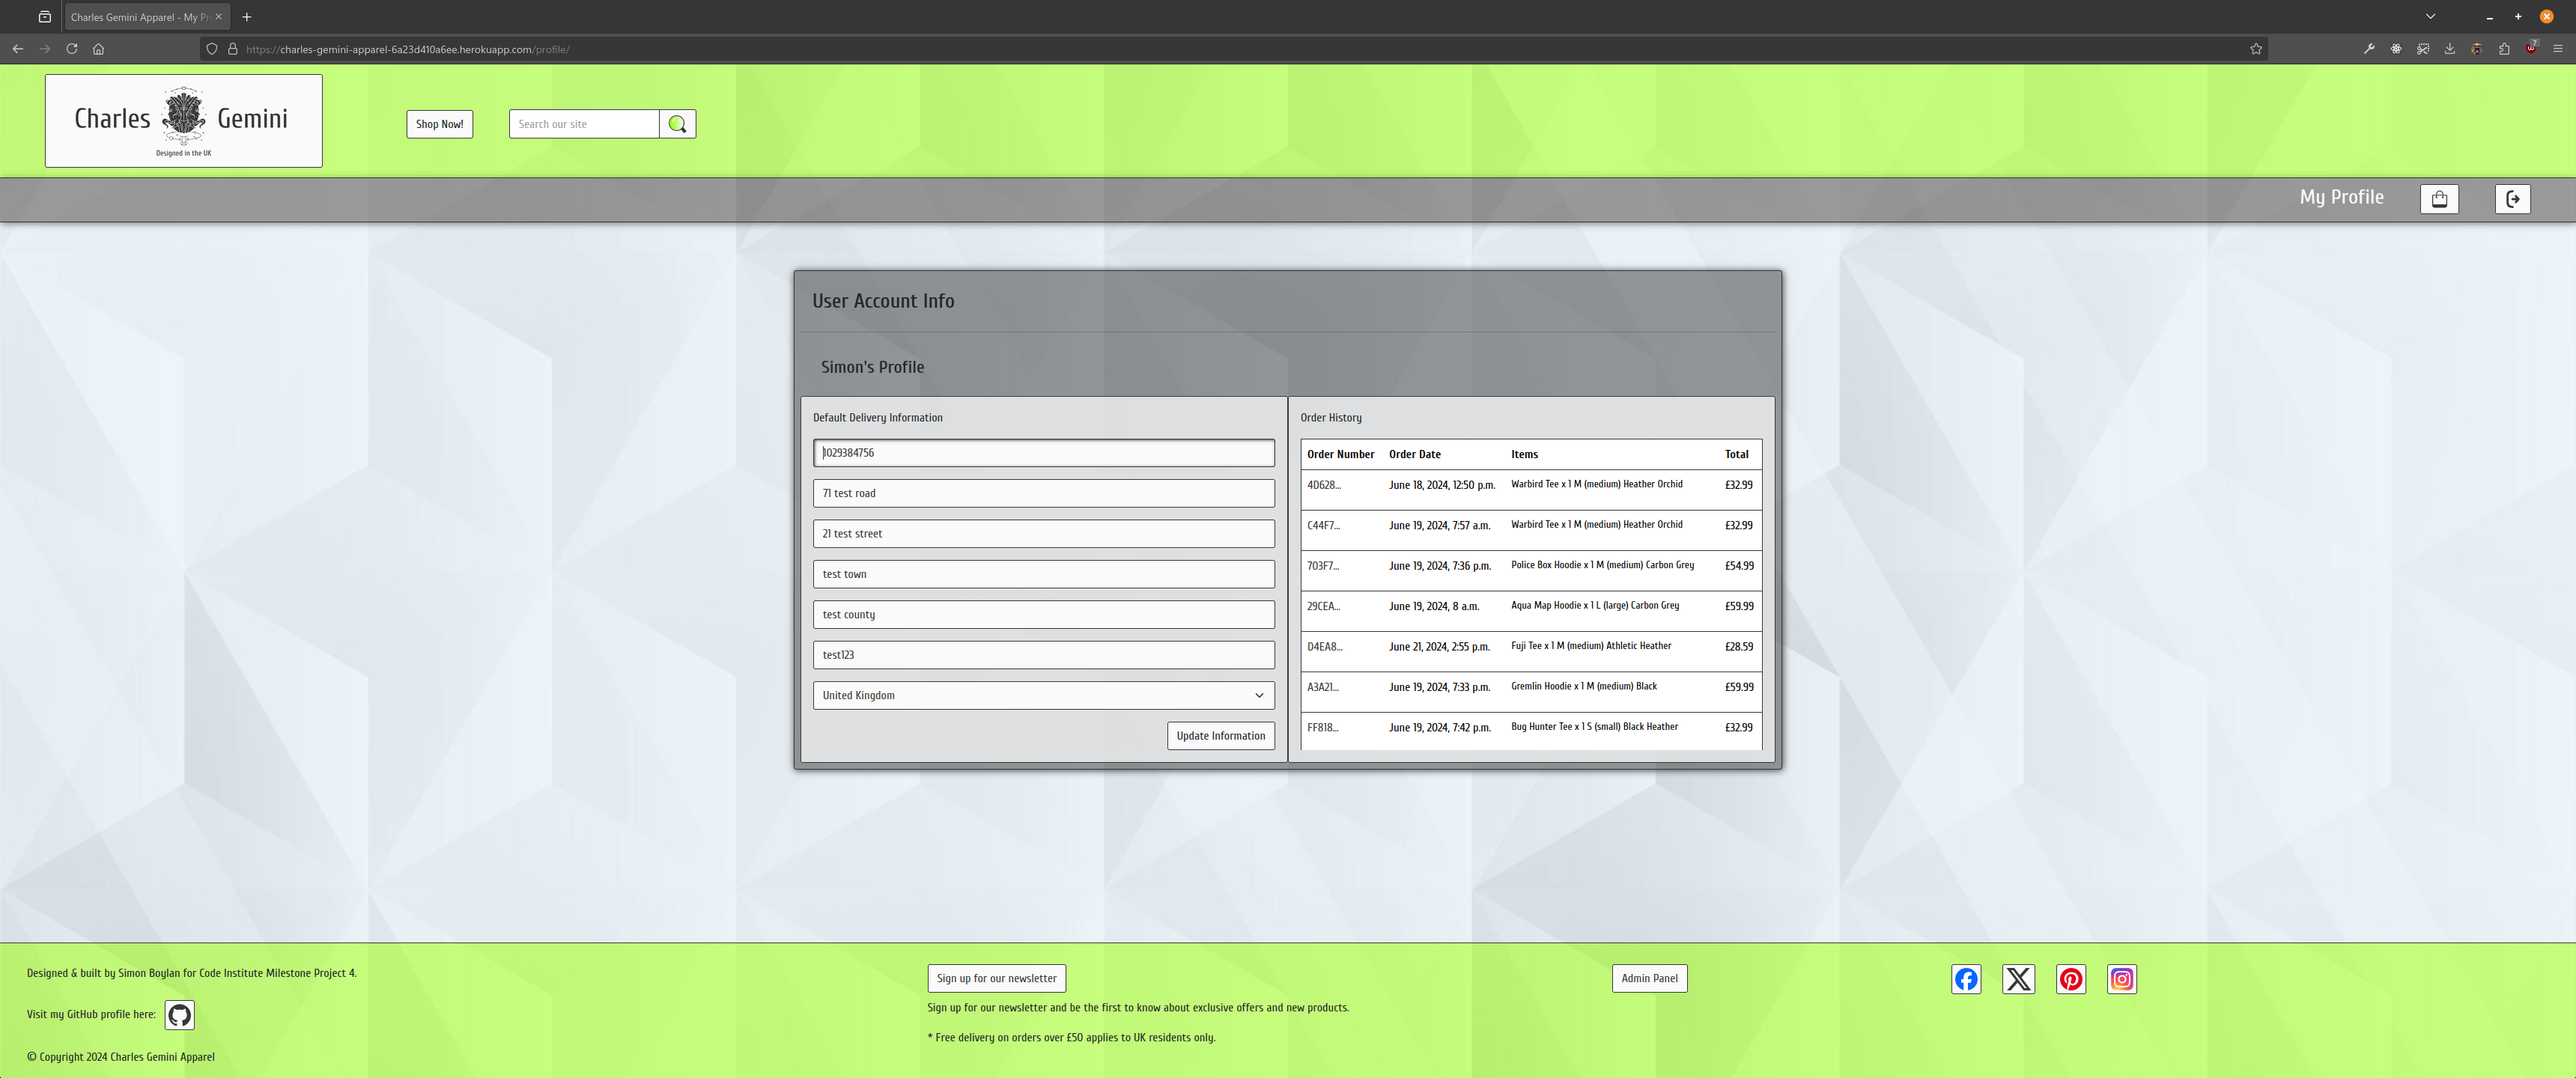 Charles Gemini Apparel - My Pr
https://charles-gemini-apparel-6a23d410a6ee.herokuapp.com/profile/
7
Charles Gemini
Designed in the UK
Shop Now!
Search our site
My Profile
User Account Info
Simon's Profile
Default Delivery Information
1029384756
71 test road
21 test street
test town
test county
test123
United Kingdom
Update Information
Order History
Order Number Order Date Items Total
4D628... June 18, 2024, 12:50 p.m. Warbird Tee x 1 M (medium) Heather Orchid £32.99
C44F7... June 19, 2024, 7:57 a.m. Warbird Tee x 1 M (medium) Heather Orchid £32.99
703F7... June 19, 2024, 7:36 p.m. Police Box Hoodie x 1 M (medium) Carbon Grey £54.99
29CEA... June 19, 2024, 8 a.m. Aqua Map Hoodie x 1 L (large) Carbon Grey £59.99
D4EA8... June 21, 2024, 2:55 p.m. Fuji Tee x 1 M (medium) Athletic Heather £28.59
A3A21... June 19, 2024, 7:33 p.m. Gremlin Hoodie x 1 M (medium) Black £59.99
FF818... June 19, 2024, 7:42 p.m. Bug Hunter Tee x 1 S (small) Black Heather £32.99
Designed & built by Simon Boylan for Code Institute Milestone Project 4.
Visit my GitHub profile here:
© Copyright 2024 Charles Gemini Apparel
Sign up for our newsletter
Sign up for our newsletter and be the first to know about exclusive offers and new products.
* Free delivery on orders over £50 applies to UK residents only.
Admin Panel